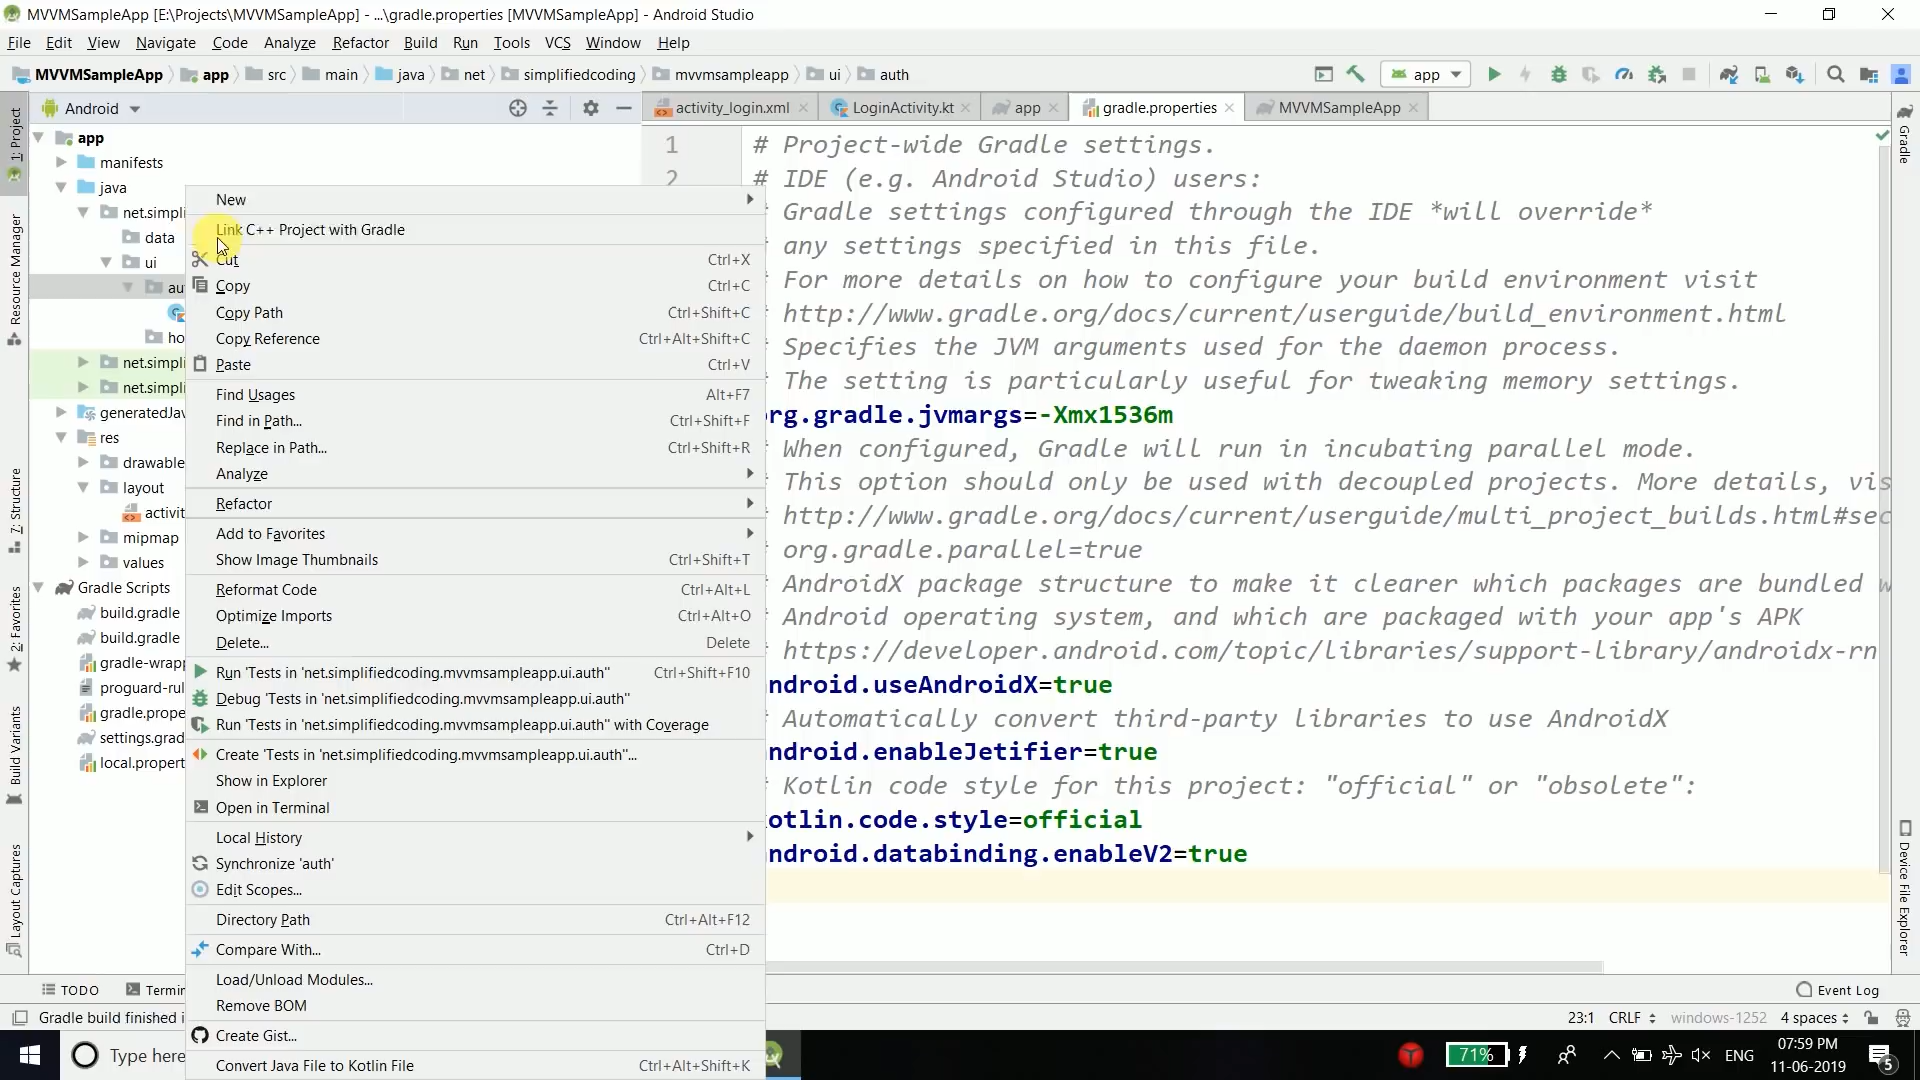 MVVMSampleApp [E:\Projects\MVVMSampleApp] - ...\gradle.properties [MVVMSampleApp] - Android Studio
File Edit View Navigate Code Analyze Refactor Build Run Tools VCS Window Help
MVVMSampleApp app src main java net simplifiedcoding mvvmsampleapp ui auth app
Android activity_login.xml LoginActivity.kt app gradle.properties MVVMSampleApp
1: Project
Resource Manager
7: Structure
2: Favorites
Build Variants
Layout Captures
app
manifests
java
net.simpli
data
ui
au
ho
net.simpli
net.simpli
generatedJav
res
drawable
layout
activit
mipmap
values
Gradle Scripts
build.gradle
build.gradle
gradle-wrapp
proguard-rul
gradle.prope
settings.grad
local.propert
New
Link C++ Project with Gradle
Cut Ctrl+X
Copy Ctrl+C
Copy Path Ctrl+Shift+C
Copy Reference Ctrl+Alt+Shift+C
Paste Ctrl+V
Find Usages Alt+F7
Find in Path... Ctrl+Shift+F
Replace in Path... Ctrl+Shift+R
Analyze
Refactor
Add to Favorites
Show Image Thumbnails Ctrl+Shift+T
Reformat Code Ctrl+Alt+L
Optimize Imports Ctrl+Alt+O
Delete... Delete
Run 'Tests in 'net.simplifiedcoding.mvvmsampleapp.ui.auth'' Ctrl+Shift+F10
Debug 'Tests in 'net.simplifiedcoding.mvvmsampleapp.ui.auth''
Run 'Tests in 'net.simplifiedcoding.mvvmsampleapp.ui.auth'' with Coverage
Create 'Tests in 'net.simplifiedcoding.mvvmsampleapp.ui.auth''...
Show in Explorer
Open in Terminal
Local History
Synchronize 'auth'
Edit Scopes...
Directory Path Ctrl+Alt+F12
Compare With... Ctrl+D
Load/Unload Modules...
Remove BOM
Create Gist...
Convert Java File to Kotlin File Ctrl+Alt+Shift+K
1 # Project-wide Gradle settings.
2 # IDE (e.g. Android Studio) users:
Gradle settings configured through the IDE *will override*
any settings specified in this file.
For more details on how to configure your build environment visit
http://www.gradle.org/docs/current/userguide/build_environment.html
Specifies the JVM arguments used for the daemon process.
The setting is particularly useful for tweaking memory settings.
org.gradle.jvmargs=-Xmx1536m
When configured, Gradle will run in incubating parallel mode.
This option should only be used with decoupled projects. More details, vis
http://www.gradle.org/docs/current/userguide/multi_project_builds.html#sec
org.gradle.parallel=true
AndroidX package structure to make it clearer which packages are bundled w
Android operating system, and which are packaged with your app's APK
https://developer.android.com/topic/libraries/support-library/androidx-rn
ndroid.useAndroidX=true
Automatically convert third-party libraries to use AndroidX
ndroid.enableJetifier=true
Kotlin code style for this project: "official" or "obsolete":
otlin.code.style=official
ndroid.databinding.enableV2=true
Gradle
Device File Explorer
TODO Termin Event Log
Gradle build finished i 23:1 CRLF windows-1252 4 spaces
Type here 71% ENG 07:59 PM
11-06-2019 5